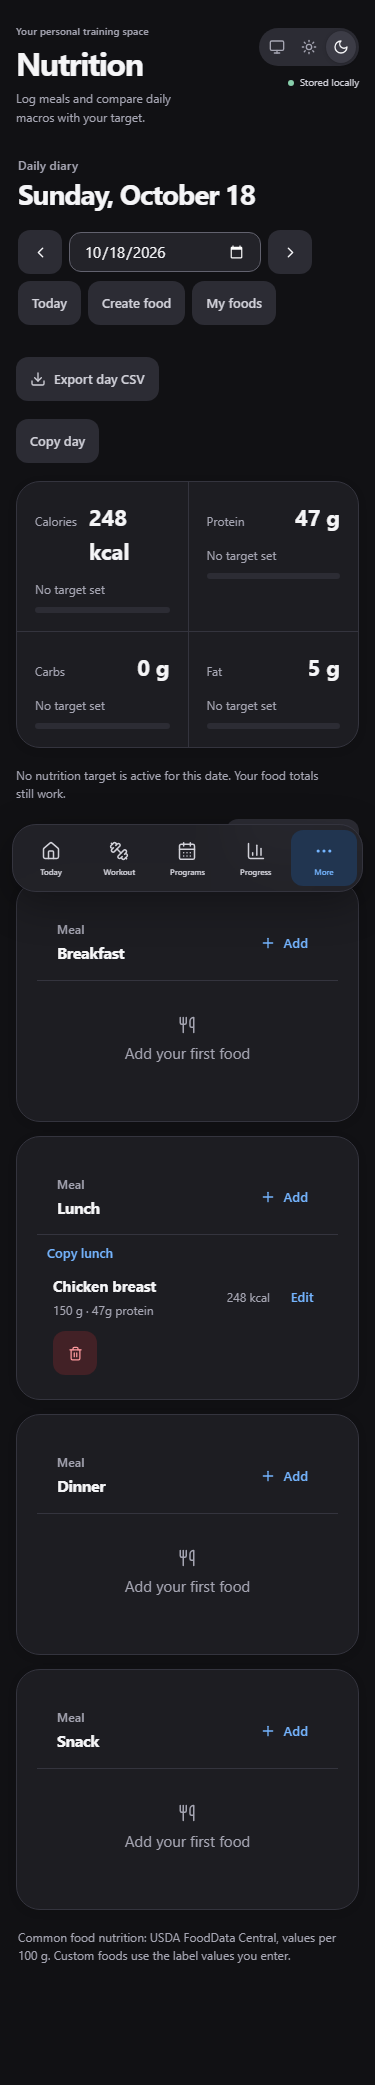 Your personal training space
Nutrition
Log meals and compare daily
macros with your target.
Stored locally
Daily diary
Sunday, October 18
10/18/2026
Today
Create food
My foods
Export day CSV
Copy day
Calories 248
kcal
No target set
Protein 47 g
No target set
Carbs 0 g
No target set
Fat 5 g
No target set
No nutrition target is active for this date. Your food totals
still work.
Today
Workout
Programs
Progress
More
Meal
Breakfast
Add
Add your first food
Meal
Lunch
Add
Copy lunch
Chicken breast
150 g · 47g protein
248 kcal
Edit
Meal
Dinner
Add
Add your first food
Meal
Snack
Add
Add your first food
Common food nutrition: USDA FoodData Central, values per
100 g. Custom foods use the label values you enter.